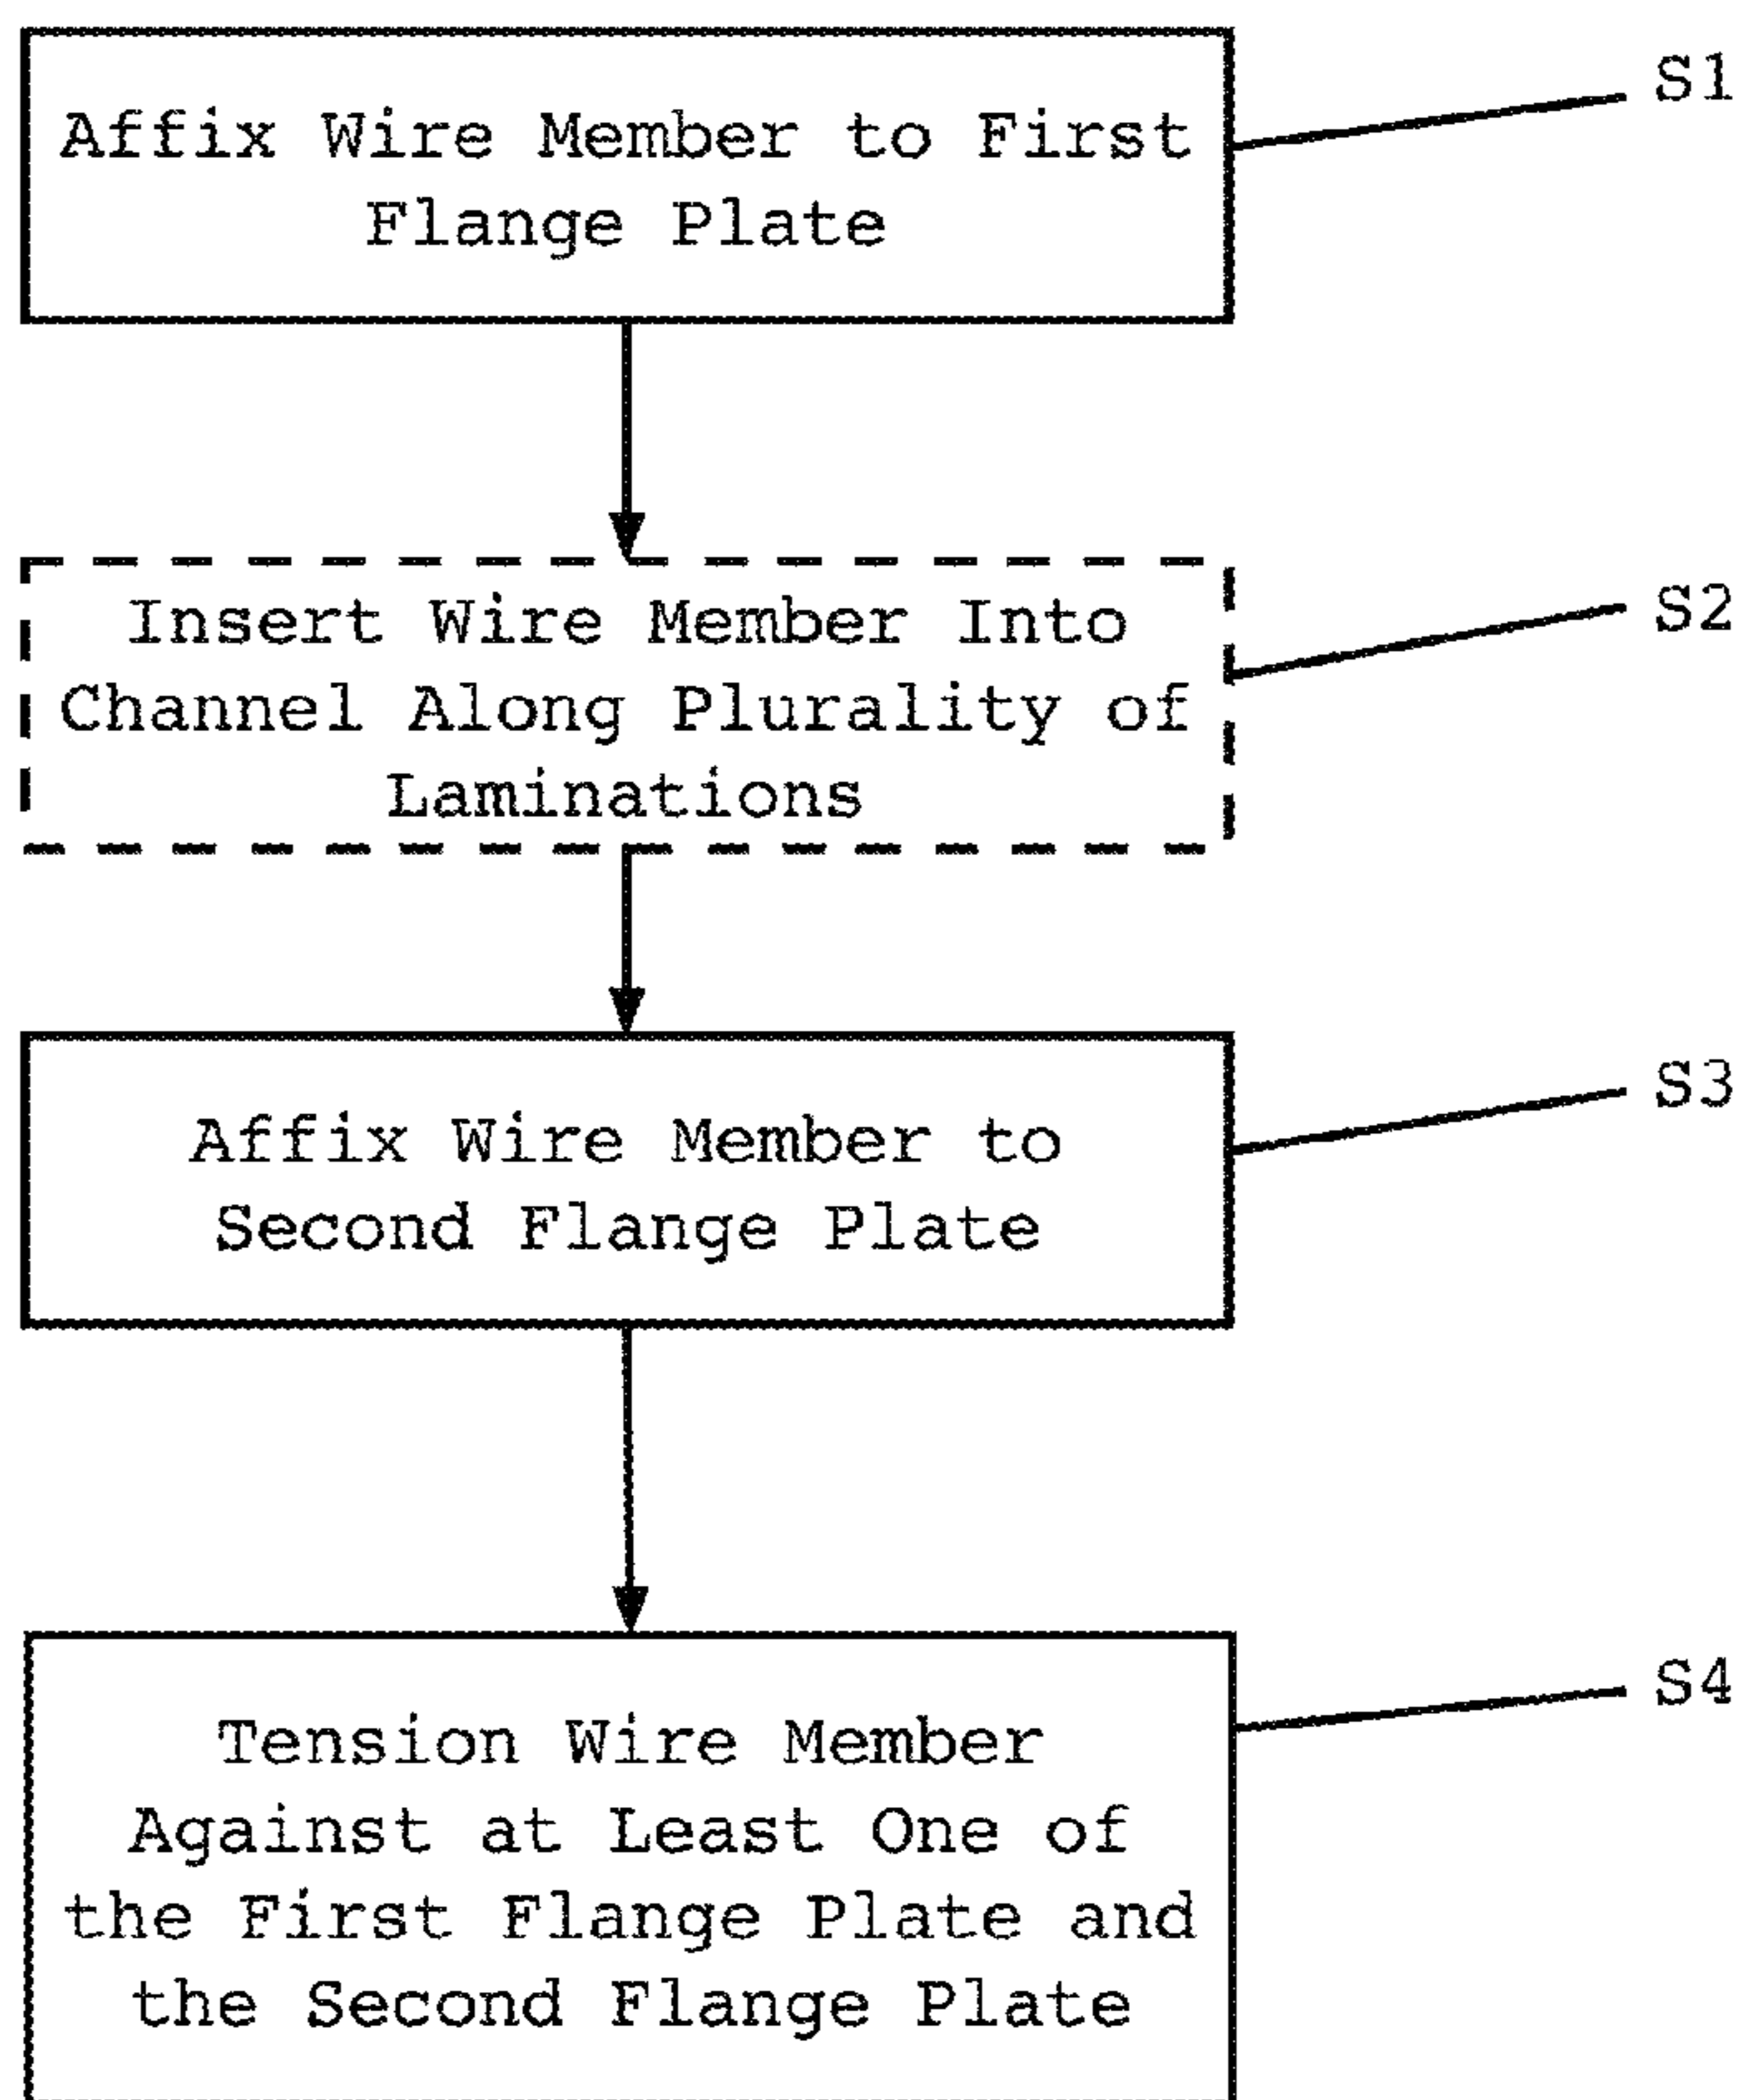 Affix Wire Member to First
Flange Plate
S1
Insert Wire Member Into
Channel Along Plurality of
Laminations
S2
Affix Wire Member to
Second Flange Plate
S3
Tension Wire Member
Against at Least One of
the First Flange Plate and
the Second Flange Plate
S4